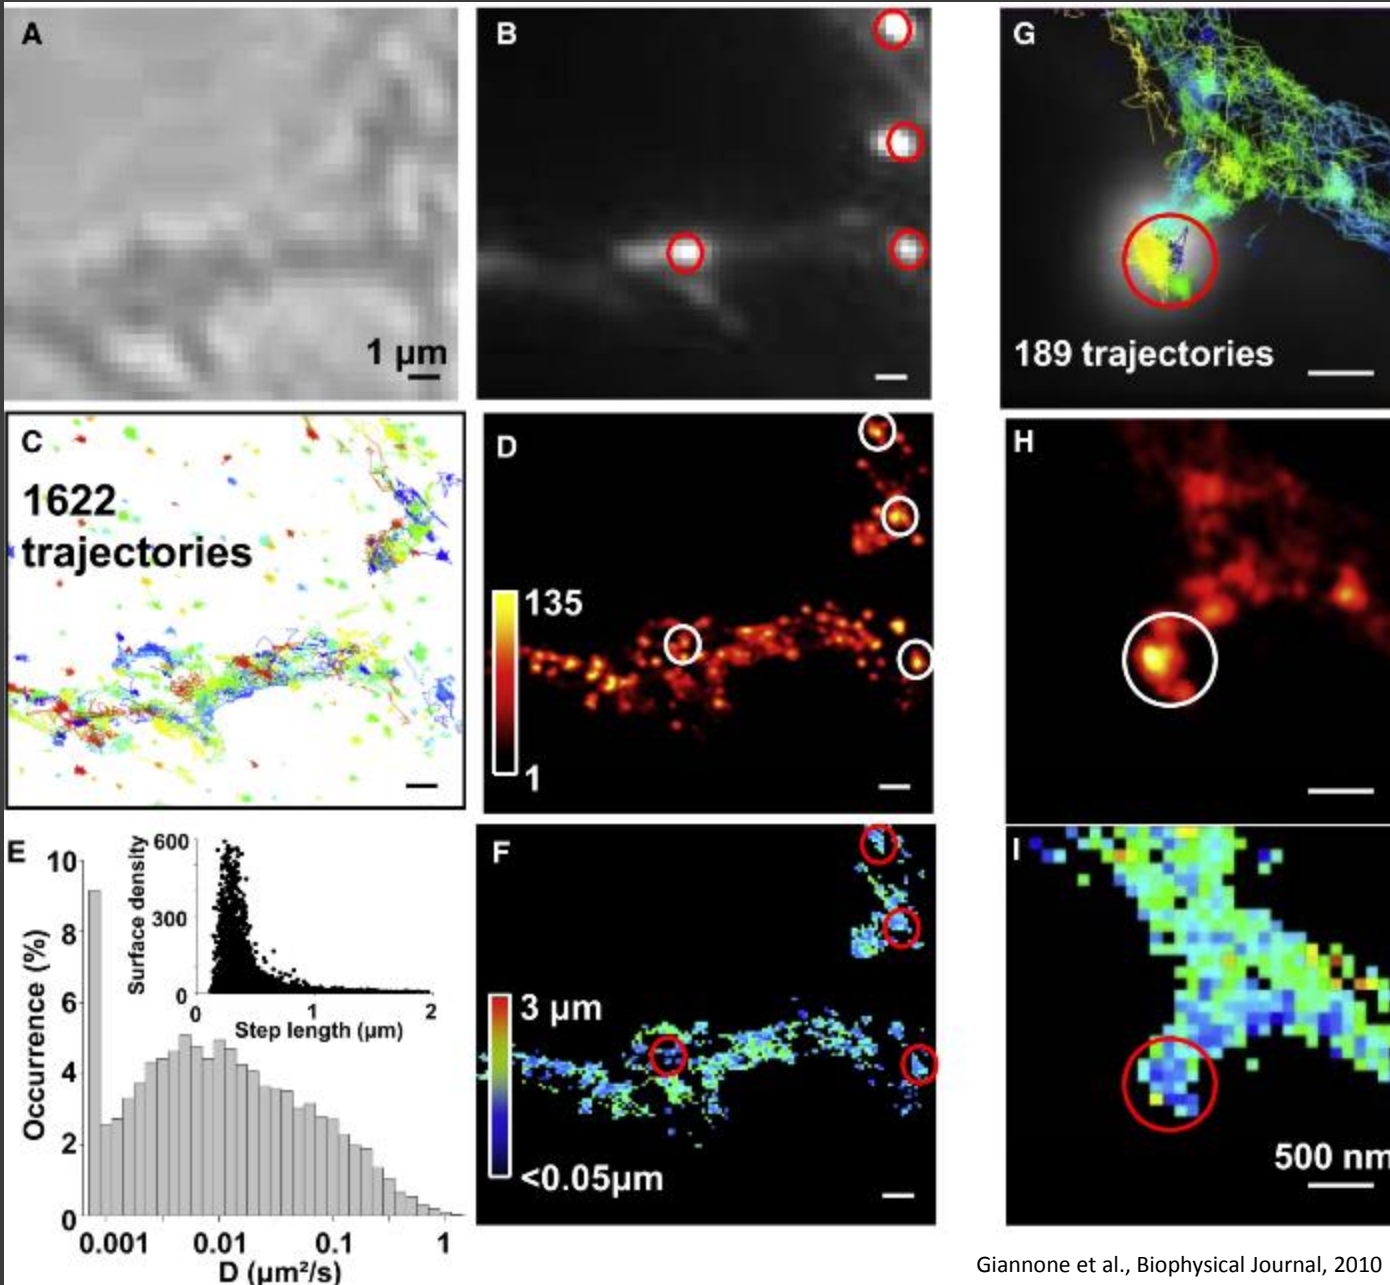 A
1 µm
B
G
189 trajectories
C
1622
trajectories
D
135
1
H
E
Occurrence (%)
10
8
6
4
2
0
0.001
0.01
0.1
1
D (µm²/s)
Surface density
600
300
0
0
1
2
Step length (µm)
F
3 µm
<0.05µm
I
500 nm
Giannone et al., Biophysical Journal, 2010